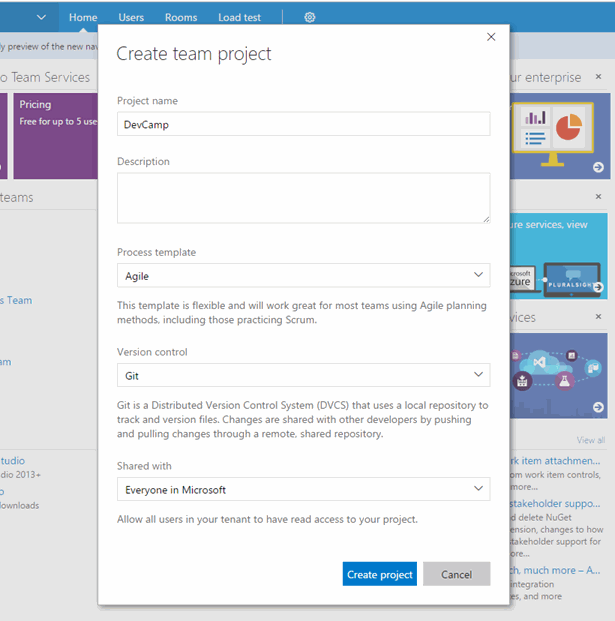 Home Users Rooms Load test
ly preview of the new nav
Create team project
o Team Services
ur enterprise
Pricing
Free for up to 5 use
Project name
DevCamp
Description
teams
ure services, view
Process template
Agile
icrosoft
zure
PLURALSIGHT
This template is flexible and will work great for most teams using Agile planning
methods, including those practicing Scrum.
s Team
vices
Version control
Git
am
Git is a Distributed Version Control System (DVCS) that uses a local repository to
track and version files. Changes are shared with other developers by pushing
and pulling changes through a remote, shared repository.
View all
tudio
dio 2013+
o
ownloads
Shared with
Everyone in Microsoft
Allow all users in your tenant to have read access to your project.
rk item attachmen...
om work item controls,
more...
stakeholder suppo...
d delete NuGet
ension, changes to how
stakeholder support for
ore...
ch, much more – A...
integration
es, and more
Create project Cancel